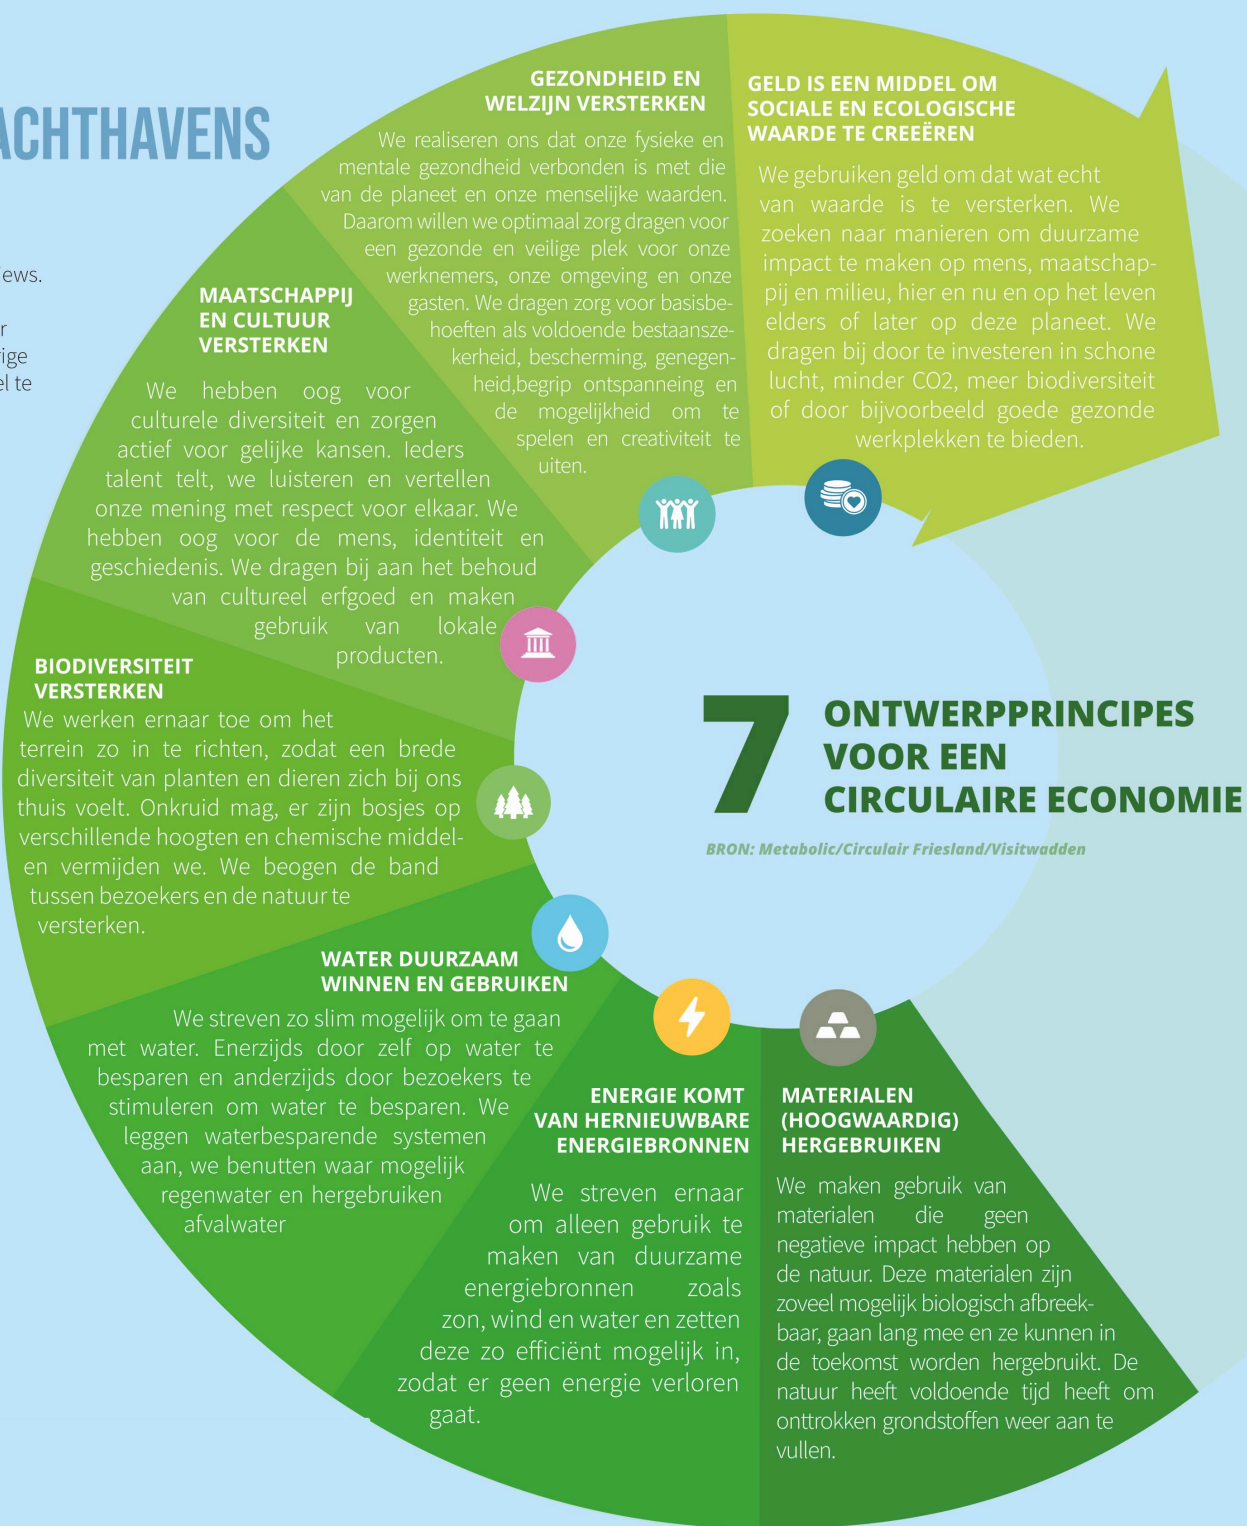 ACHTHAVENS
iews.
r
rige
el te
GEZONDHEID EN
WELZIJN VERSTERKEN
We realiseren ons dat onze fysieke en
mentale gezondheid verbonden is met die
van de planeet en onze menselijke waarden.
Daarom willen we optimaal zorg dragen voor
een gezonde en veilige plek voor onze
werknemers, onze omgeving en onze
gasten. We dragen zorg voor basisbe-
hoeften als voldoende bestaansze-
kerheid, bescherming, genegen-
heid,begrip ontspanneing en
de mogelijkheid om te
spelen en creativiteit te
uiten.
GELD IS EEN MIDDEL OM
SOCIALE EN ECOLOGISCHE
WAARDE TE CREEËREN
We gebruiken geld om dat wat echt
van waarde is te versterken. We
zoeken naar manieren om duurzame
impact te maken op mens, maatschap-
pij en milieu, hier en nu en op het leven
elders of later op deze planeet. We
dragen bij door te investeren in schone
lucht, minder CO2, meer biodiversiteit
of door bijvoorbeeld goede gezonde
werkplekken te bieden.
MAATSCHAPPIJ
EN CULTUUR
VERSTERKEN
We hebben oog voor
culturele diversiteit en zorgen
actief voor gelijke kansen. Ieders
talent telt, we luisteren en vertellen
onze mening met respect voor elkaar. We
hebben oog voor de mens, identiteit en
geschiedenis. We dragen bij aan het behoud
van cultureel erfgoed en maken
gebruik van lokale
producten.
BIODIVERSITEIT
VERSTERKEN
We werken ernaar toe om het
terrein zo in te richten, zodat een brede
diversiteit van planten en dieren zich bij ons
thuis voelt. Onkruid mag, er zijn bosjes op
verschillende hoogten en chemische middel-
en vermijden we. We beogen de band
tussen bezoekers en de natuur te
versterken.
7
ONTWERPPRINCIPES
VOOR EEN
CIRCULAIRE ECONOMIE
BRON: Metabolic/Circulair Friesland/Visitwadden
WATER DUURZAAM
WINNEN EN GEBRUIKEN
We streven zo slim mogelijk om te gaan
met water. Enerzijds door zelf op water te
besparen en anderzijds door bezoekers te
stimuleren om water te besparen. We
leggen waterbesparende systemen
aan, we benutten waar mogelijk
regenwater en hergebruiken
afvalwater
ENERGIE KOMT
VAN HERNIEUWBARE
ENERGIEBRONNEN
We streven ernaar
om alleen gebruik te
maken van duurzame
energiebronnen zoals
zon, wind en water en zetten
deze zo efficiënt mogelijk in,
zodat er geen energie verloren
gaat.
MATERIALEN
(HOOGWAARDIG)
HERGEBRUIKEN
We maken gebruik van
materialen die geen
negatieve impact hebben op
de natuur. Deze materialen zijn
zoveel mogelijk biologisch afbreek-
baar, gaan lang mee en ze kunnen in
de toekomst worden hergebruikt. De
natuur heeft voldoende tijd heeft om
onttrokken grondstoffen weer aan te
vullen.